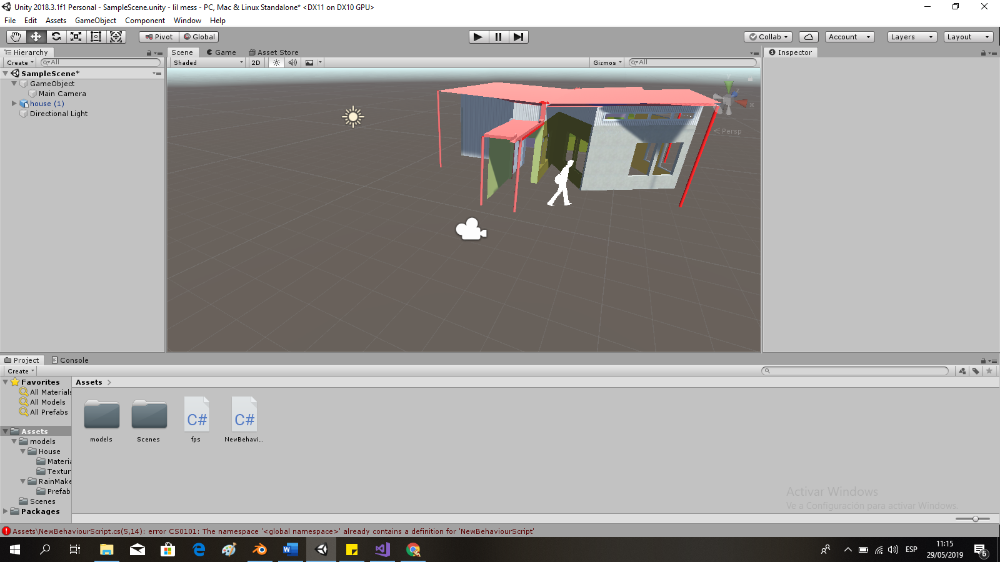 Unity 2018.3.1f1 Personal - SampleScene.unity - lil mess - PC, Mac & Linux Standalone* <DX11 on DX10 GPU>
File Edit Assets GameObject Component Window Help
Pivot Global Collab Account Layers Layout
Hierarchy Scene Game Asset Store Inspector
Create All Shaded 2D Gizmos All
SampleScene*
GameObject
Main Camera
house (1)
Directional Light
y
z
x
Persp
Project Console
Create
Favorites Assets
All Materials
All Models
All Prefabs
Assets
models
House
Materia
Textur
RainMake
Prefab
Scenes
Packages
C# C#
models Scenes fps NewBehavi...
Activar Windows
Ve a Configuración para activar Windows.
Assets\NewBehaviourScript.cs(5,14): error CS0101: The namespace '<global namespace>' already contains a definition for 'NewBehaviourScript'
ESP
11:15
29/05/2019
6